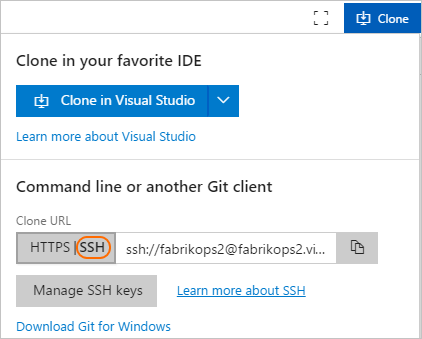 Clone
Clone in your favorite IDE
Clone in Visual Studio
Learn more about Visual Studio
Command line or another Git client
Clone URL
HTTPS | SSH ssh://fabrikops2@fabrikops2.vi...
Manage SSH keys Learn more about SSH
Download Git for Windows